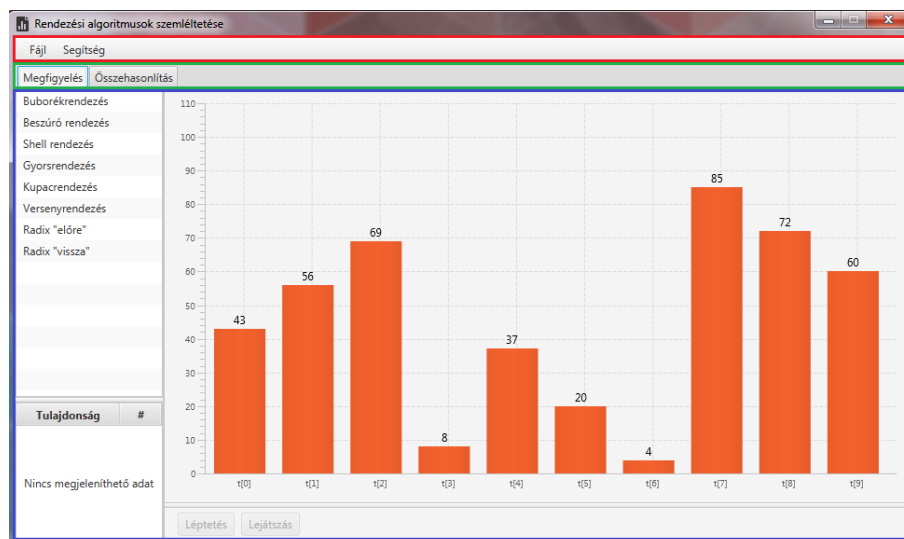 Rendezési algoritmusok szemléltetése
Fájl Segítség
Megfigyelés Összehasonlítás
Buborékrendezés
Beszúró rendezés
Shell rendezés
Gyorsrendezés
Kupacrendezés
Versenyrendezés
Radix "előre"
Radix "vissza"
Tulajdonság #
Nincs megjeleníthető adat
110
100
90
80
70
60
50
40
30
20
10
0
43 56 69 8 37 20 4 85 72 60
t[0] t[1] t[2] t[3] t[4] t[5] t[6] t[7] t[8] t[9]
Léptetés Lejátszás